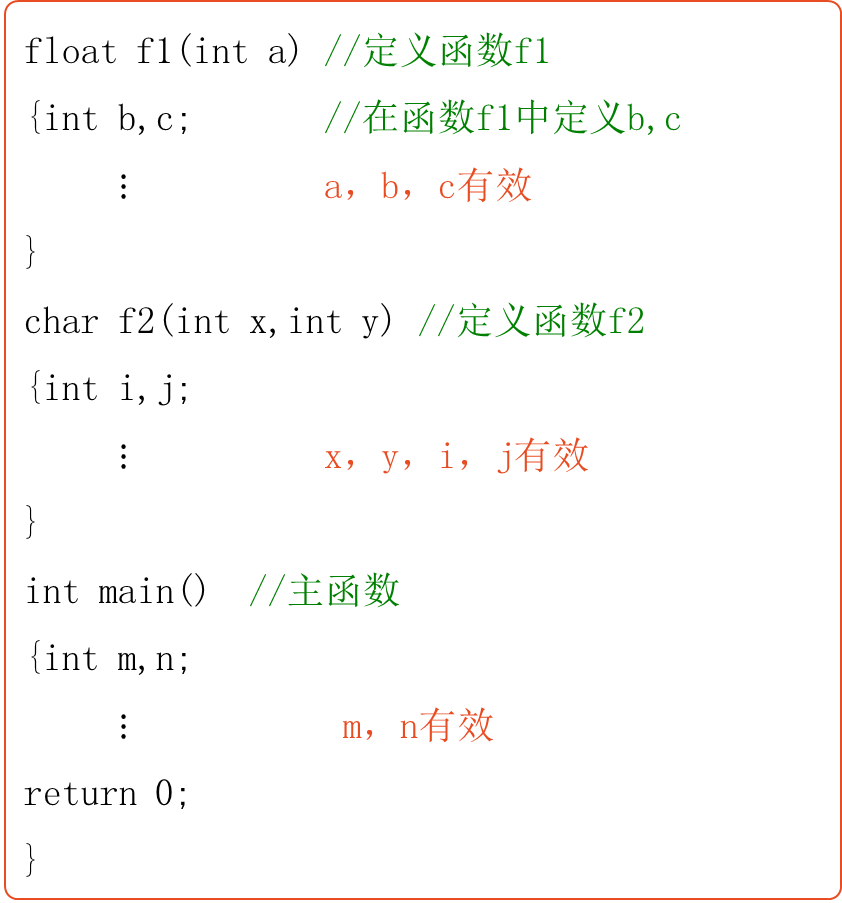 float f1(int a) //定义函数f1
{int b,c; //在函数f1中定义b,c
⋮ a，b，c有效
}
char f2(int x,int y) //定义函数f2
{int i,j;
⋮ x，y，i，j有效
}
int main() //主函数
{int m,n;
⋮ m，n有效
return 0;
}